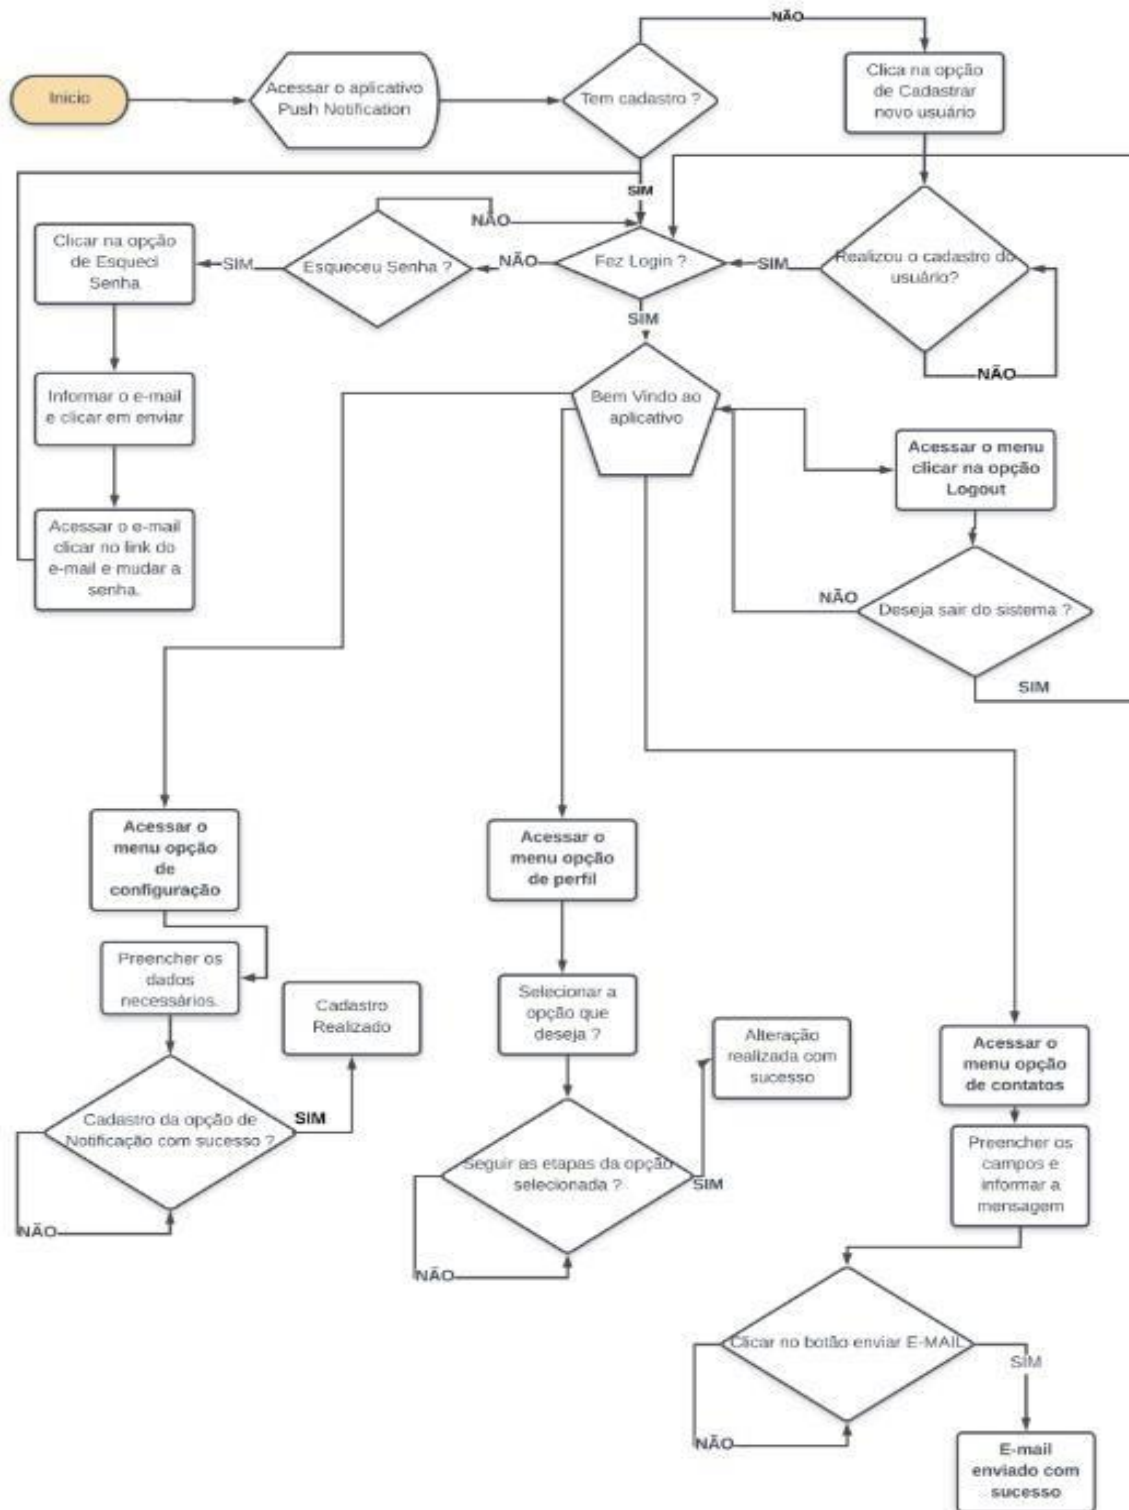 NÃO
Inicio
Acessar o aplicativo
Push Notification
Tem cadastro ?
Clica na opção
de Cadastrar
novo usuário
SIM
NÃO
Clicar na opção
de Esqueci
Senha
SIM
Esqueceu Senha ?
NÃO
Fez Login ?
SIM
Realizou o cadastro do
usuário?
SIM
NÃO
Informar o e-mail
e clicar em enviar
Bem Vindo ao
aplicativo
Acessar o menu
clicar na opção
Logout
Acessar o e-mail
clicar no link do
e-mail e mudar a
senha.
NÃO
Deseja sair do sistema ?
SIM
Acessar o
menu opção
de
configuração
Acessar o
menu opção
de perfil
Preencher os
dados
necessários.
Cadastro
Realizado
Selecionar a
opção que
deseja ?
Alteração
realizada com
sucesso
Acessar o
menu opção
de contatos
Cadastro da opção de
Notificação com sucesso ?
SIM
NÃO
Seguir as etapas da opção
selecionada ?
SIM
NÃO
Preencher os
campos e
informar a
mensagem
Clicar no botão enviar E-MAIL
SIM
NÃO
E-mail
enviado com
sucesso